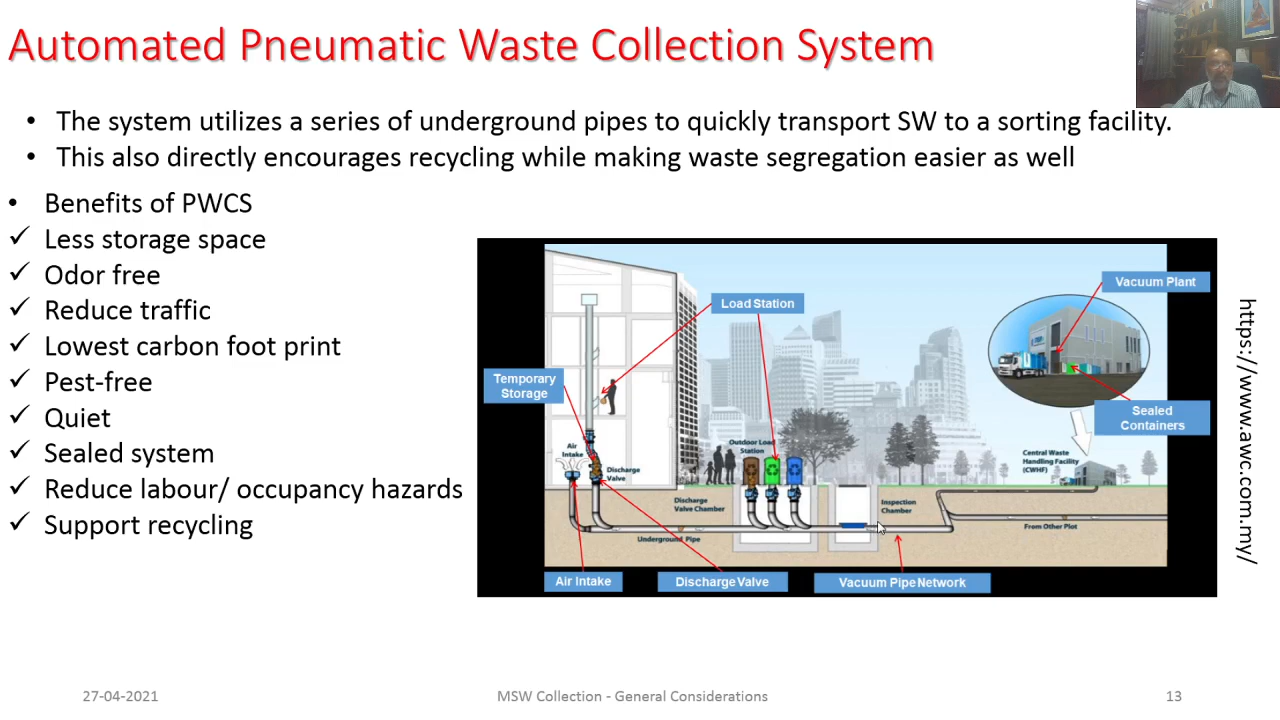 Automated Pneumatic Waste Collection System
• The system utilizes a series of underground pipes to quickly transport SW to a sorting facility.
• This also directly encourages recycling while making waste segregation easier as well
• Benefits of PWCS
✓ Less storage space
✓ Odor free
✓ Reduce traffic
✓ Lowest carbon foot print
✓ Pest-free
✓ Quiet
✓ Sealed system
✓ Reduce labour/ occupancy hazards
✓ Support recycling
Vacuum Plant
Load Station
Temporary
Storage
Sealed
Containers
Outdoor Load
Station
Air
Intake
Discharge
Valve
Central Waste
Handling Facility
(CWHF)
Discharge
Valve Chamber
Inspection
Chamber
From Other Plot
Underground Pipe
Air Intake
Discharge Valve
Vacuum Pipe Network
https://www.awc.com.my/
27-04-2021
MSW Collection - General Considerations
13